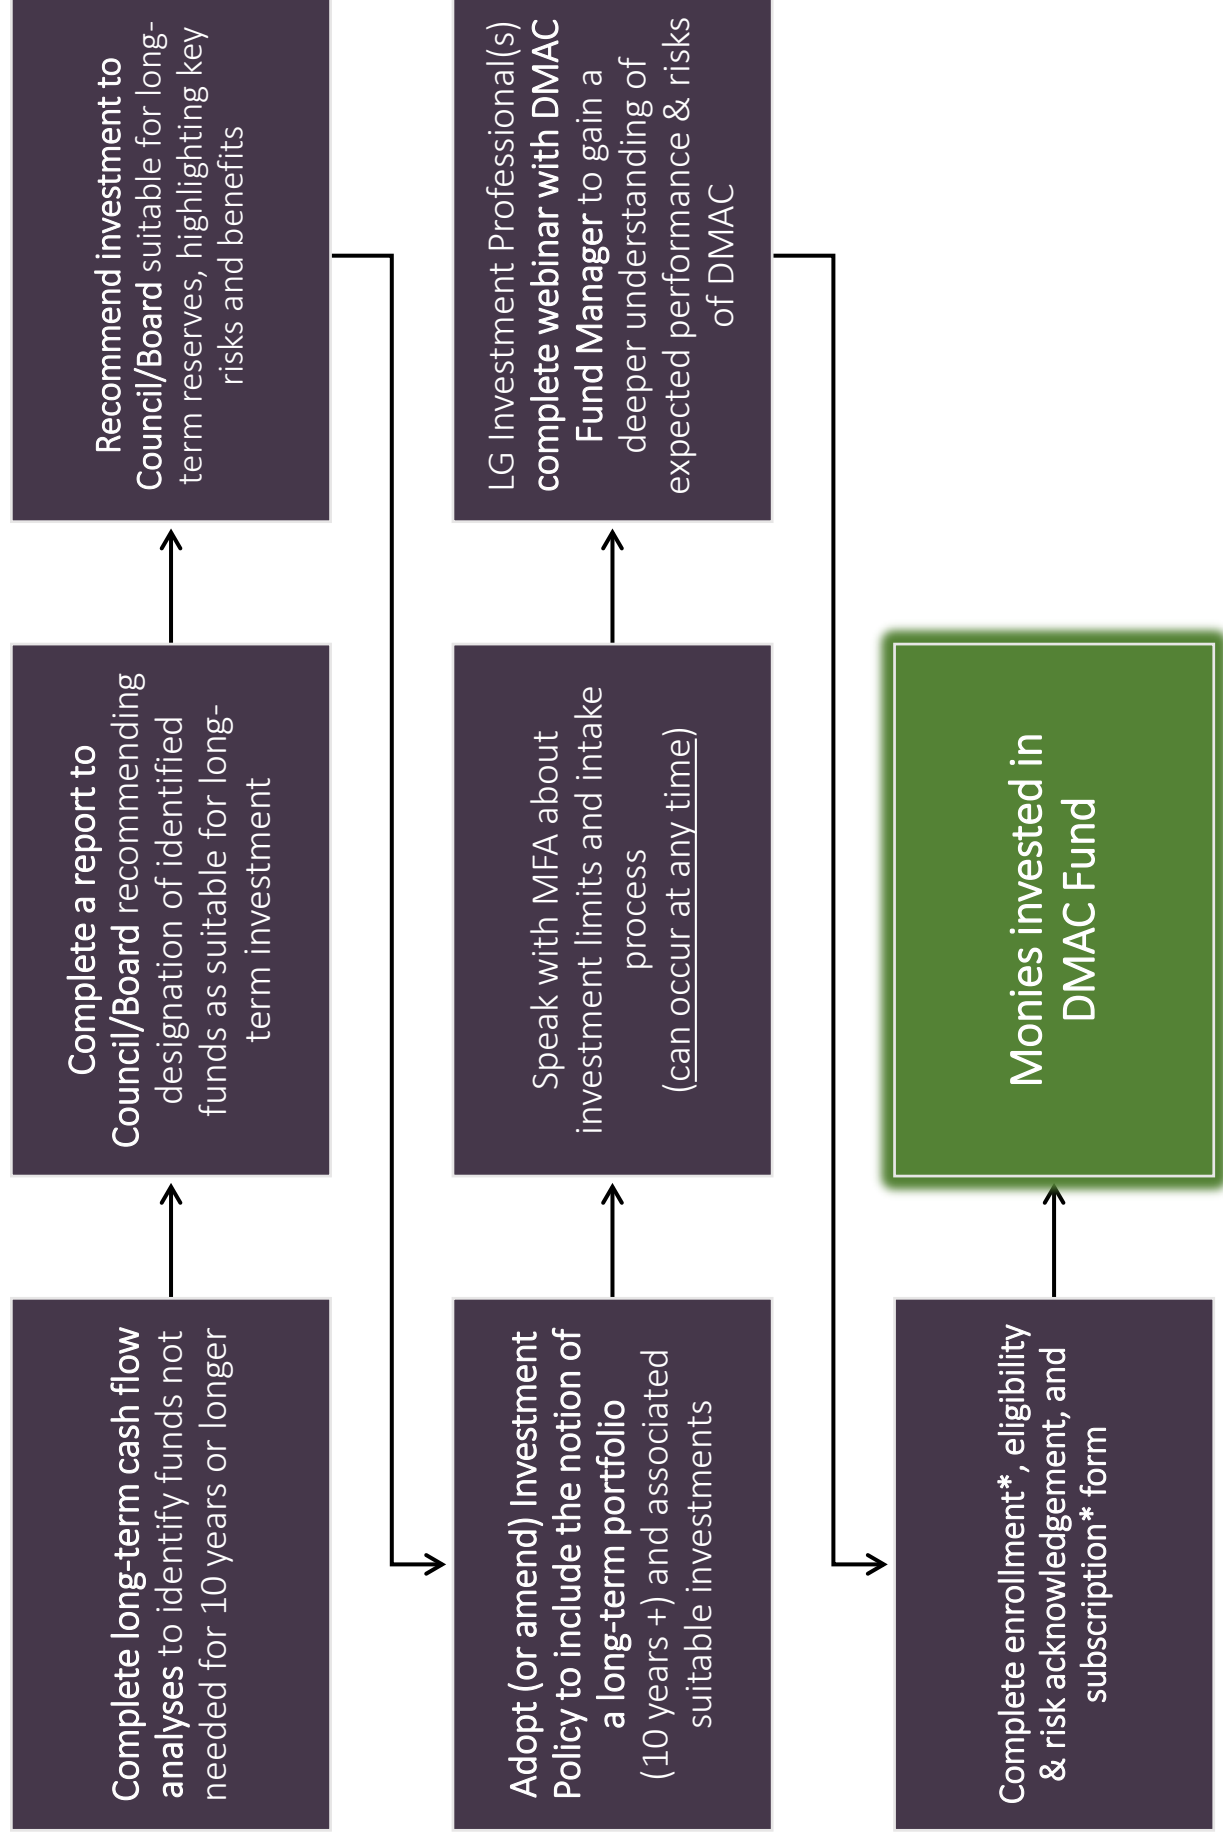 Complete long-term cash flow
analyses to identify funds not
needed for 10 years or longer
Complete a report to
Council/Board recommending
designation of identified
funds as suitable for long-
term investment
Recommend investment to
Council/Board suitable for long-
term reserves, highlighting key
risks and benefits
Adopt (or amend) Investment
Policy to include the notion of
a long-term portfolio
(10 years +) and associated
suitable investments
Speak with MFA about
investment limits and intake
process
(can occur at any time)
LG Investment Professional(s)
complete webinar with DMAC
Fund Manager to gain a
deeper understanding of
expected performance & risks
of DMAC
Complete enrollment*, eligibility
& risk acknowledgement, and
subscription* form
Monies invested in
DMAC Fund